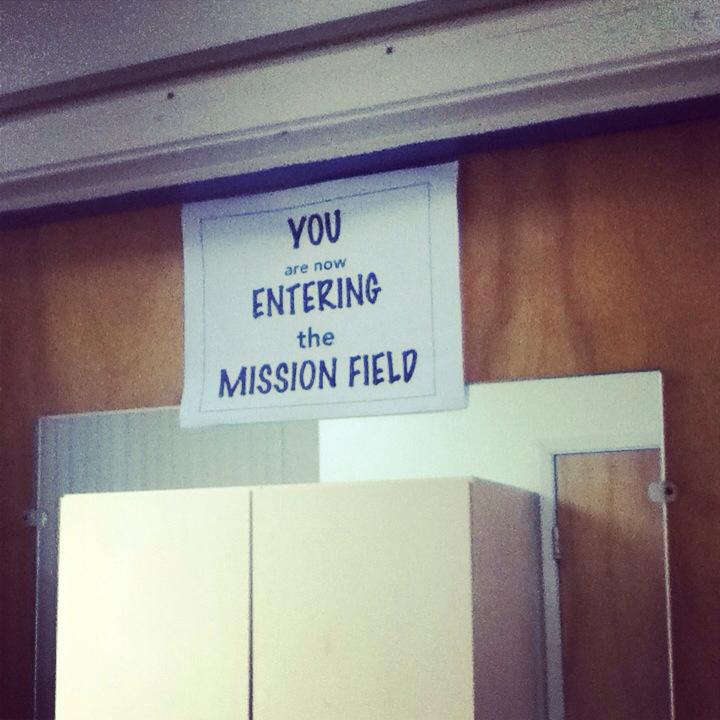 YOU
are now
ENTERING
the
MISSION FIELD